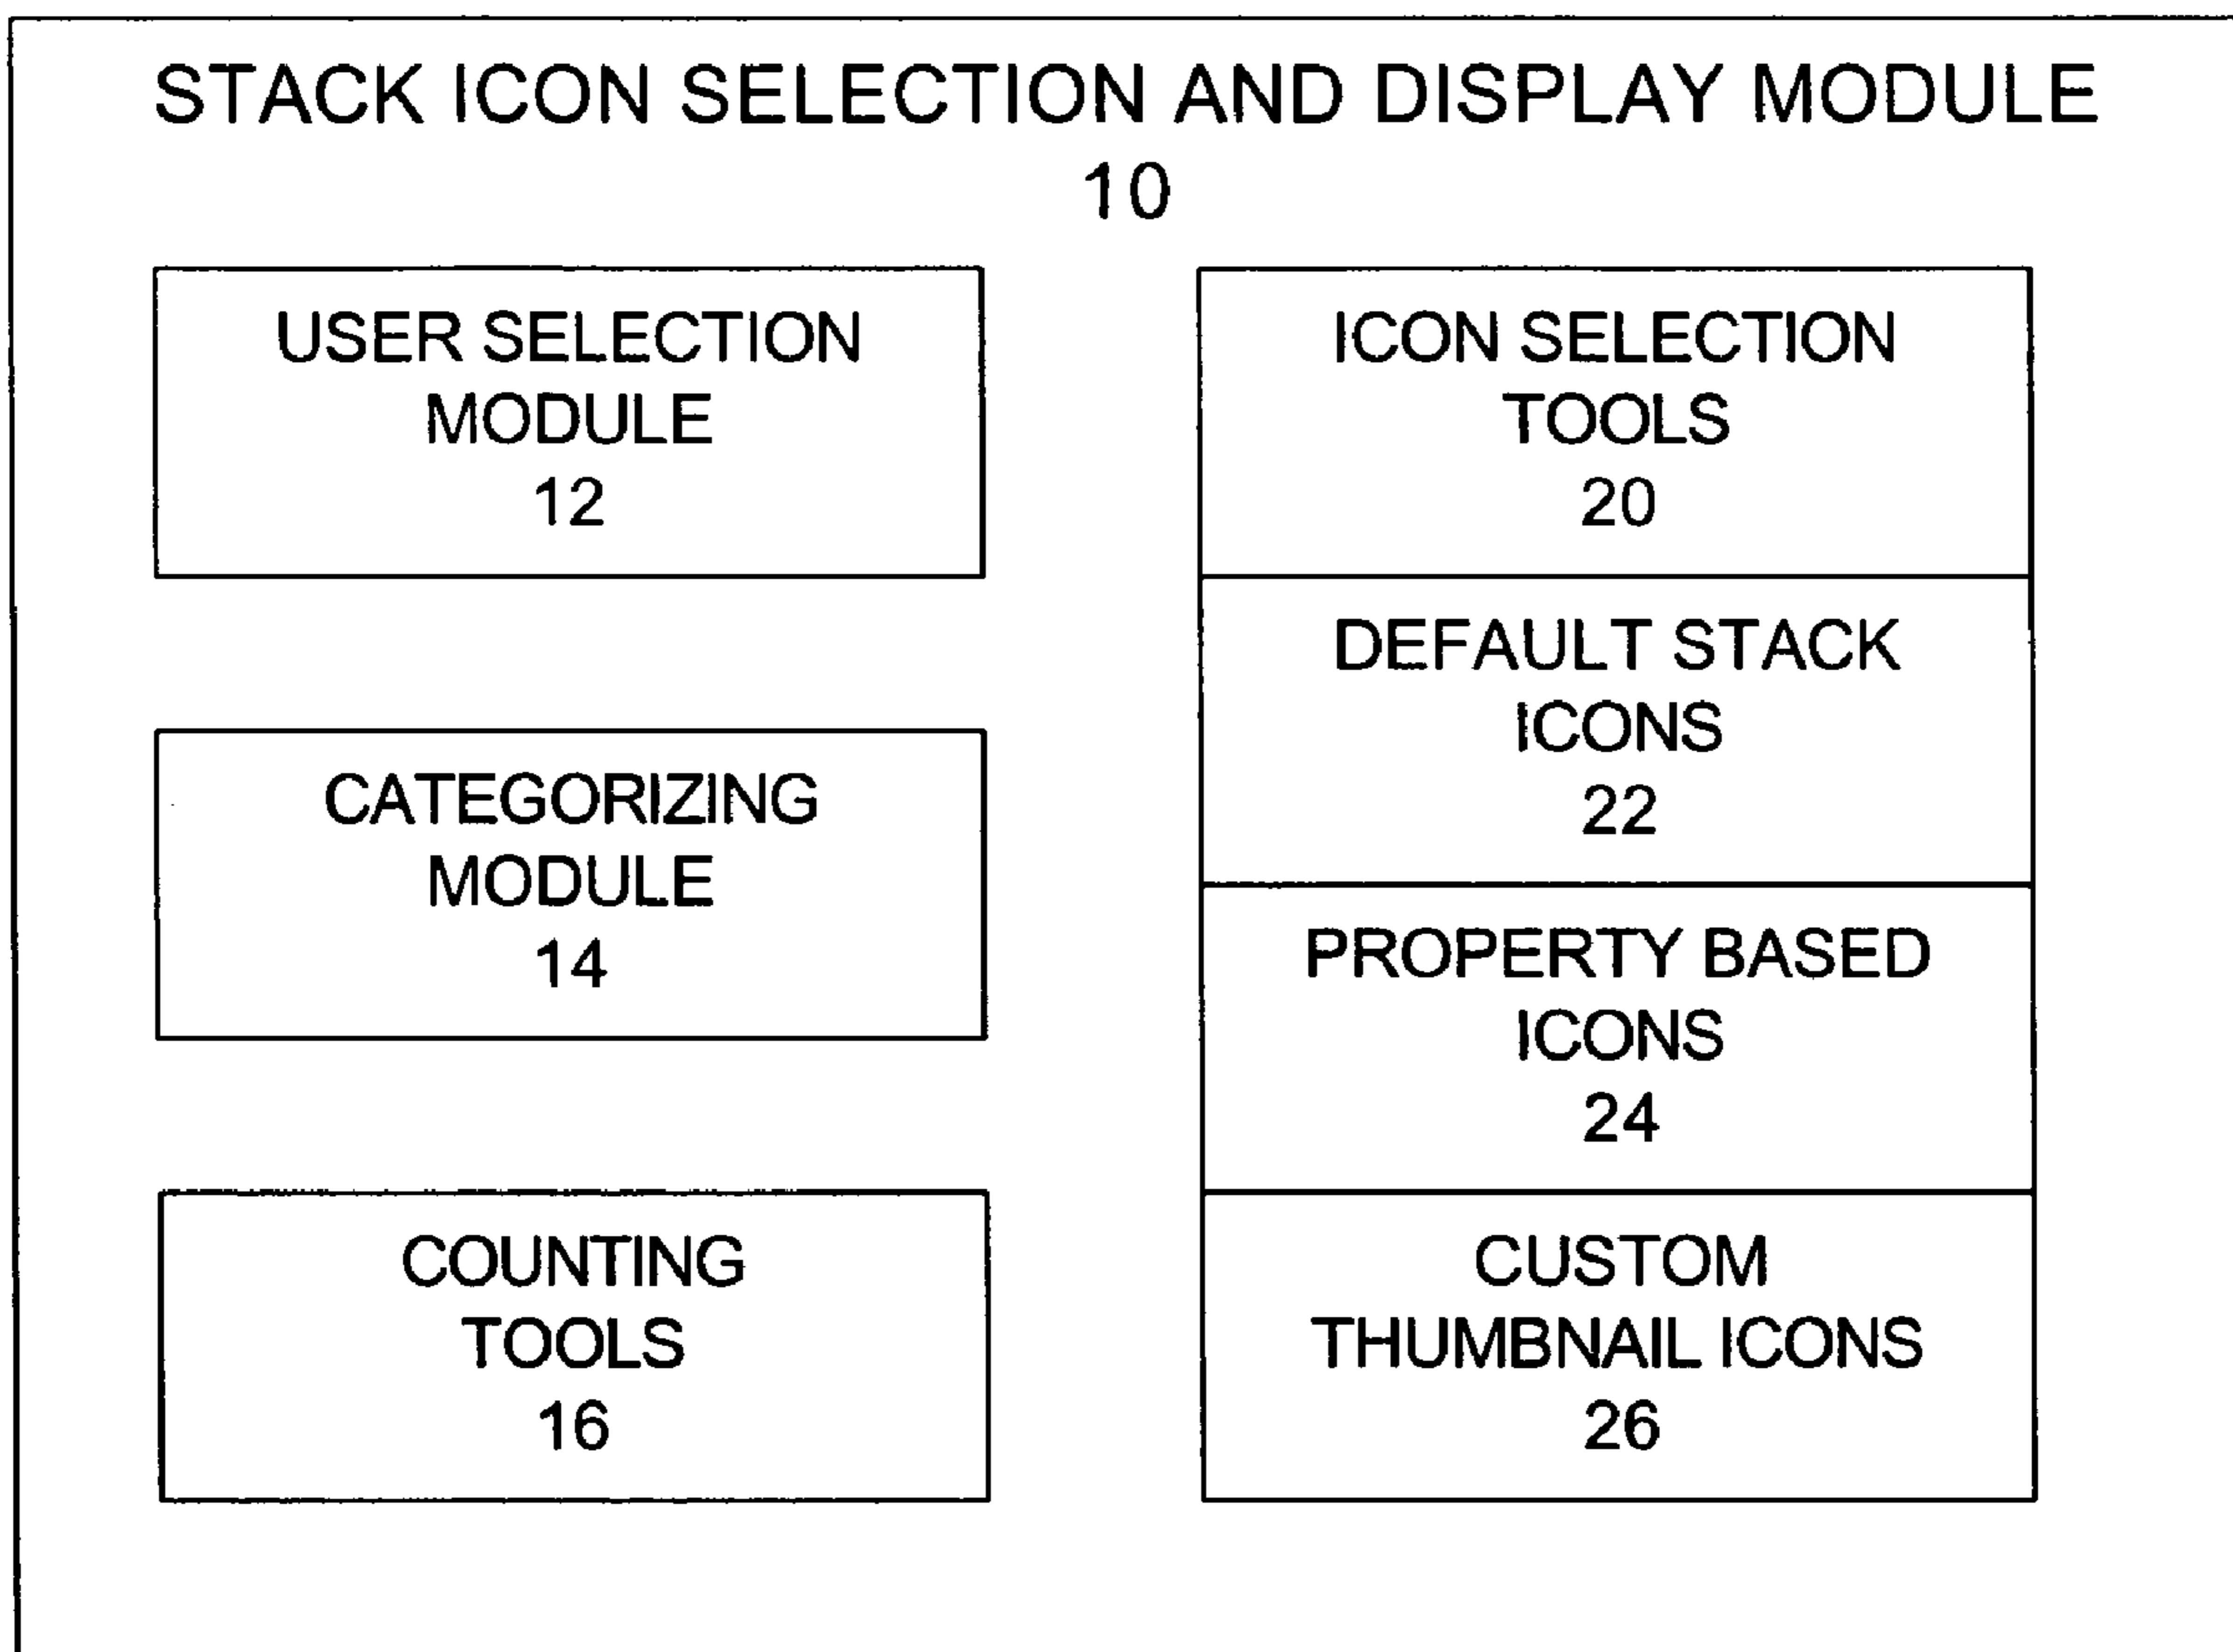 STACK ICON SELECTION AND DISPLAY MODULE
10
USER SELECTION
MODULE
12
CATEGORIZING
MODULE
14
COUNTING
TOOLS
16
ICON SELECTION
TOOLS
20
DEFAULT STACK
ICONS
22
PROPERTY BASED
ICONS
24
CUSTOM
THUMBNAIL ICONS
26